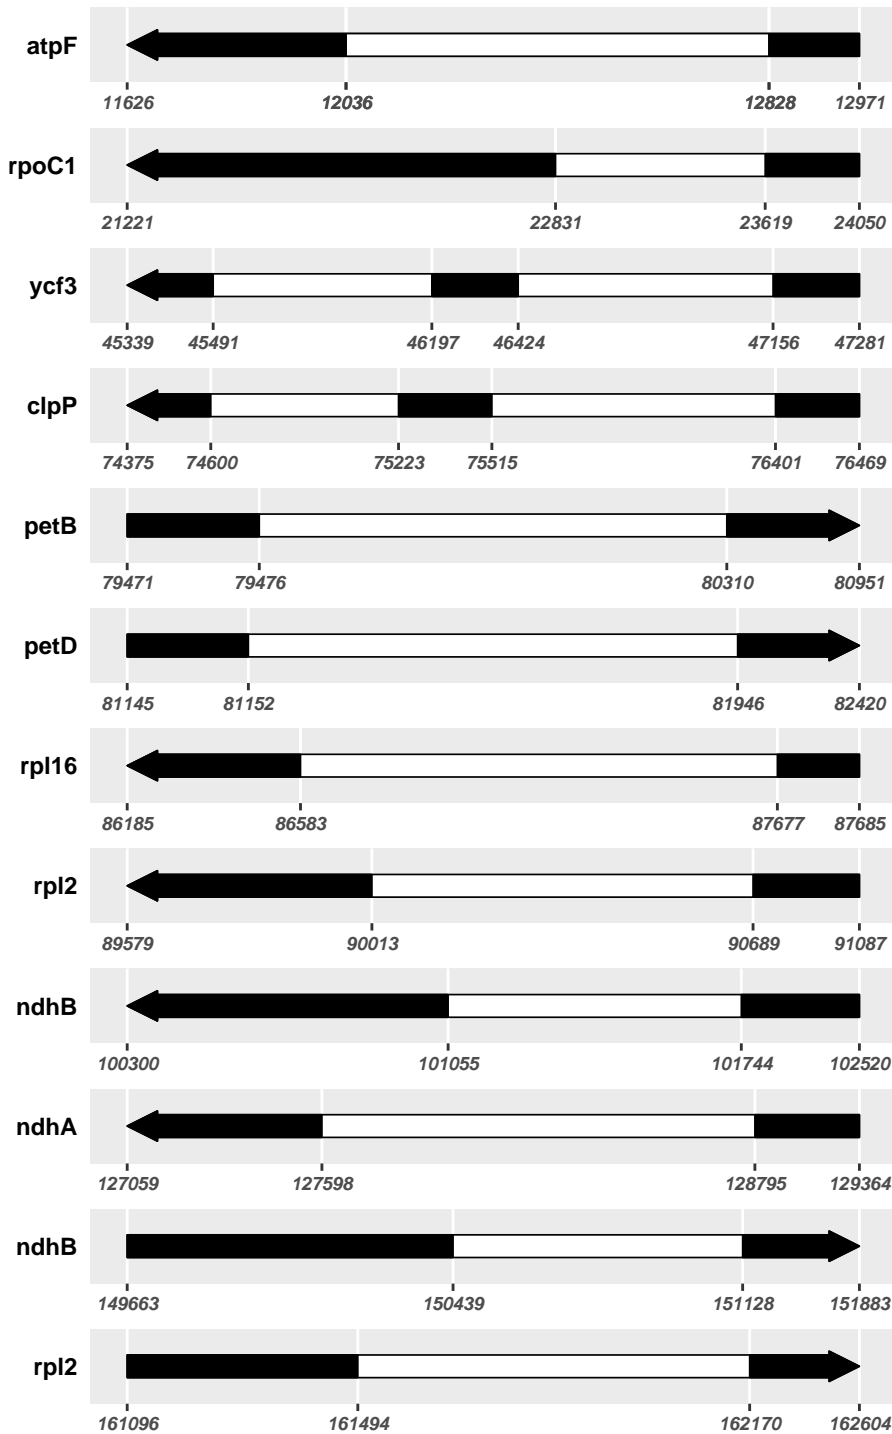 atpF
11626 12036 12828 12971
rpoC1
21221 22831 23619 24050
ycf3
45339 45491 46197 46424 47156 47281
clpP
74375 74600 75223 75515 76401 76469
petB
79471 79476 80310 80951
petD
81145 81152 81946 82420
rpl16
86185 86583 87677 87685
rpl2
89579 90013 90689 91087
ndhB
100300 101055 101744 102520
ndhA
127059 127598 128795 129364
ndhB
149663 150439 151128 151883
rpl2
161096 161494 162170 162604